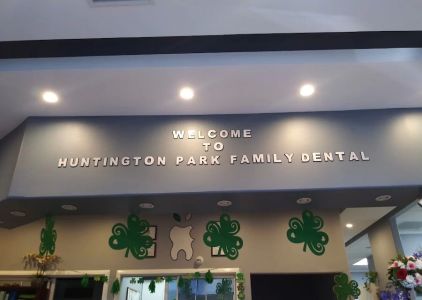 WELCOME
TO
HUNTINGTON PARK FAMILY DENTAL